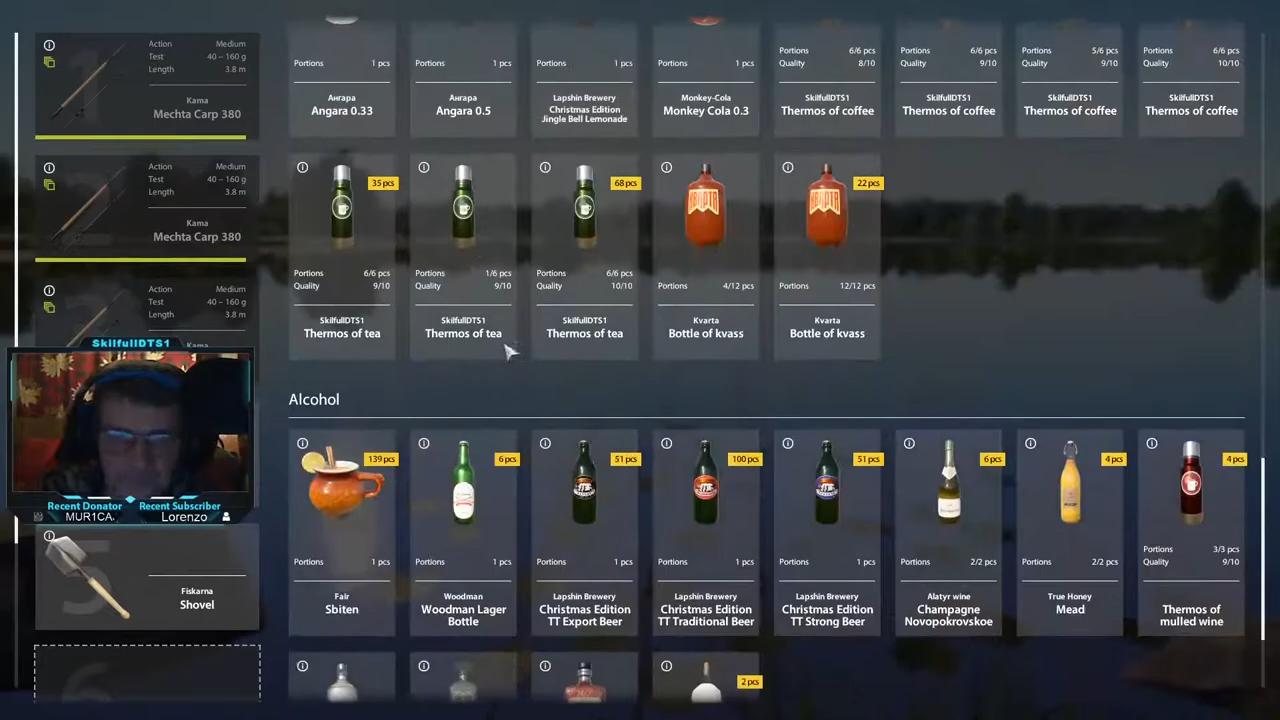 Action Medium
Test 40 – 160 g
Length 3.8 m
Kama
Mechta Carp 380
Action Medium
Test 40 – 160 g
Length 3.8 m
Kama
Mechta Carp 380
Action Medium
Test 40 – 160 g
Length 3.8 m
Kama
SkilfullDTS1
Recent Donator
MUR1CA.
Recent Subscriber
Lorenzo
5
Fiskarna
Shovel
6
Portions 1 pcs
Ангара
Angara 0.33
Portions 1 pcs
Ангара
Angara 0.5
Portions 1 pcs
Lapshin Brewery
Christmas Edition
Jingle Bell Lemonade
Portions 1 pcs
Monkey-Cola
Monkey Cola 0.3
Portions 6/6 pcs
Quality 8/10
SkilfullDTS1
Thermos of coffee
Portions 6/6 pcs
Quality 9/10
SkilfullDTS1
Thermos of coffee
Portions 5/6 pcs
Quality 9/10
SkilfullDTS1
Thermos of coffee
Portions 6/6 pcs
Quality 10/10
SkilfullDTS1
Thermos of coffee
35 pcs
Portions 6/6 pcs
Quality 9/10
SkilfullDTS1
Thermos of tea
Portions 1/6 pcs
Quality 9/10
SkilfullDTS1
Thermos of tea
68 pcs
Portions 6/6 pcs
Quality 10/10
SkilfullDTS1
Thermos of tea
Portions 4/12 pcs
Kvarta
Bottle of kvass
22 pcs
Portions 12/12 pcs
Kvarta
Bottle of kvass
Alcohol
139 pcs
Portions 1 pcs
Fair
Sbiten
6 pcs
Portions 1 pcs
Woodman
Woodman Lager
Bottle
51 pcs
Portions 1 pcs
Lapshin Brewery
Christmas Edition
TT Export Beer
100 pcs
Portions 1 pcs
Lapshin Brewery
Christmas Edition
TT Traditional Beer
51 pcs
Portions 1 pcs
Lapshin Brewery
Christmas Edition
TT Strong Beer
6 pcs
Portions 2/2 pcs
Alatyr wine
Champagne
Novopokrovskoe
4 pcs
Portions 2/2 pcs
True Honey
Mead
4 pcs
Portions 3/3 pcs
Quality 9/10
Thermos of
mulled wine
2 pcs